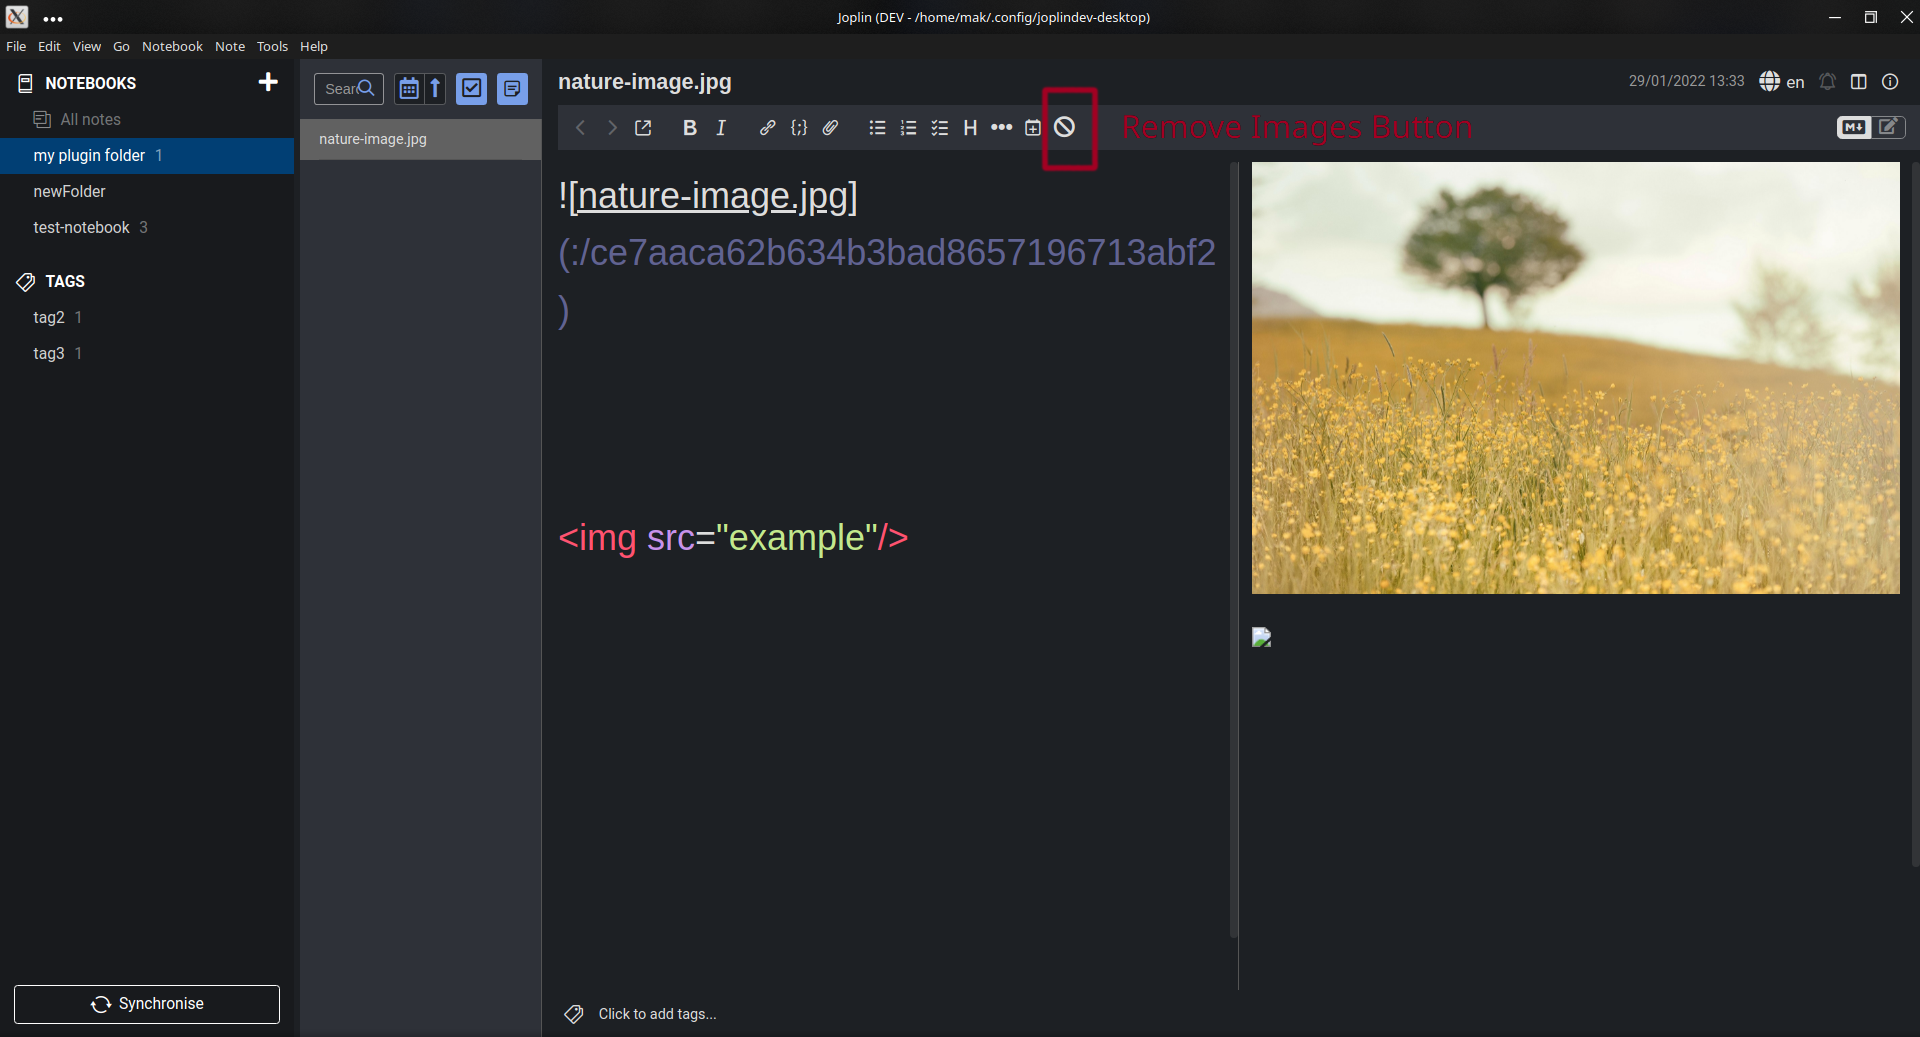 Joplin (DEV - /home/mak/.config/joplindev-desktop)
File Edit View Go Notebook Note Tools Help
NOTEBOOKS
All notes
my plugin folder 1
newFolder
test-notebook 3
TAGS
tag2 1
tag3 1
Synchronise
Sear
nature-image.jpg
nature-image.jpg
29/01/2022 13:33
en
B I H
Remove Images Button
M
![nature-image.jpg]
(:/ce7aaca62b634b3bad8657196713abf2
)
<img src="example"/>
Click to add tags...